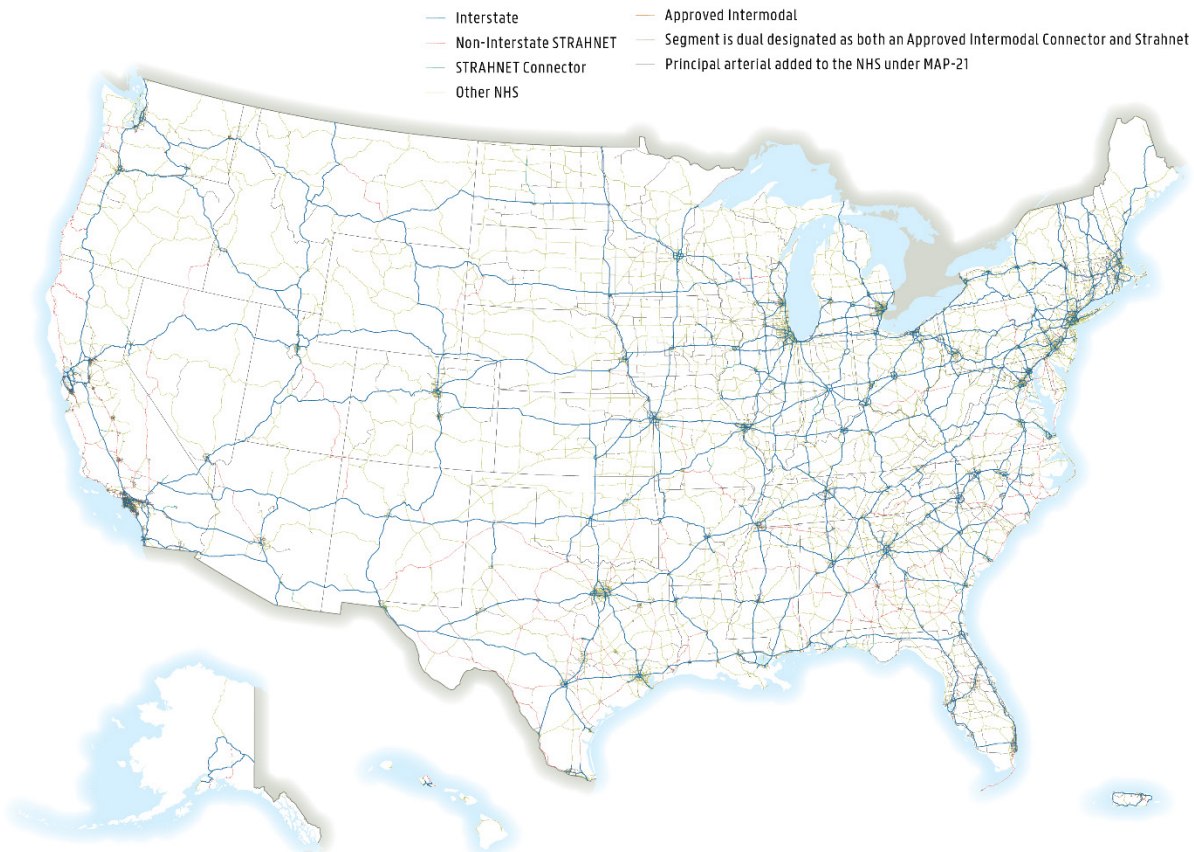 Interstate
Non-Interstate STRAHNET
STRAHNET Connector
Other NHS
Approved Intermodal
Segment is dual designated as both an Approved Intermodal Connector and Strahnet
Principal arterial added to the NHS under MAP-21